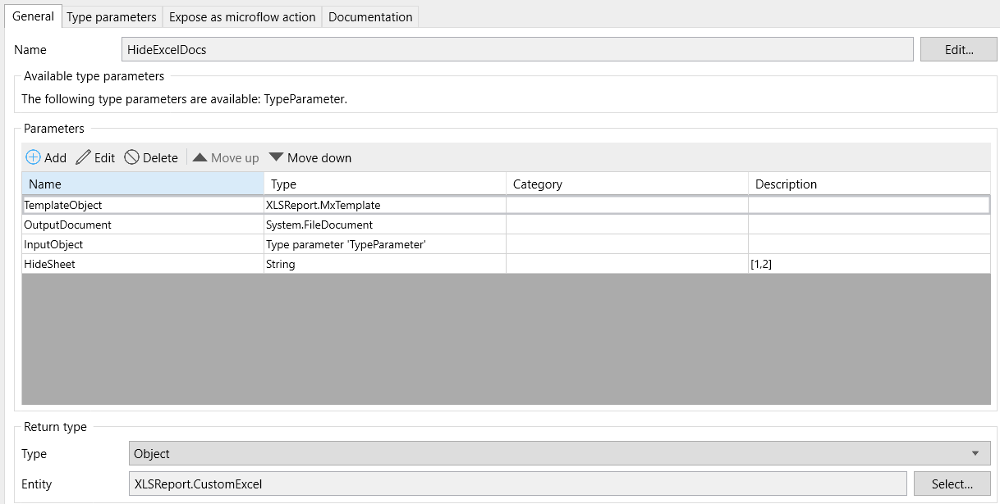 General Type parameters Expose as microflow action Documentation
Name HideExcelDocs Edit...
Available type parameters
The following type parameters are available: TypeParameter.
Parameters
Add Edit Delete Move up Move down
Name Type Category Description
TemplateObject XLSReport.MxTemplate
OutputDocument System.FileDocument
InputObject Type parameter 'TypeParameter'
HideSheet String [1,2]
Return type
Type Object
Entity XLSReport.CustomExcel Select...